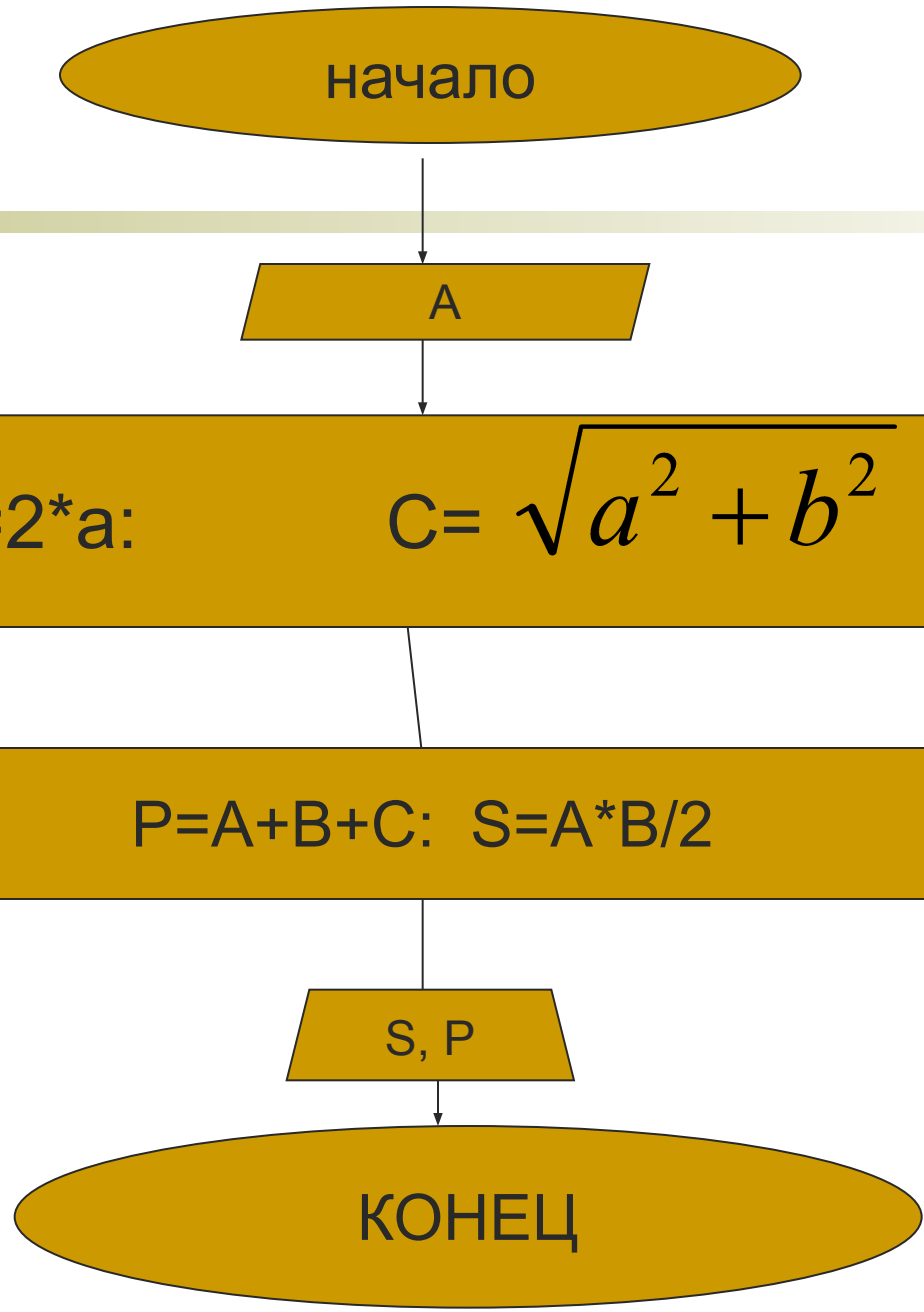 начало
A
=2*a: C= √a² + b²
P=A+B+C: S=A*B/2
S, P
КОНЕЦ